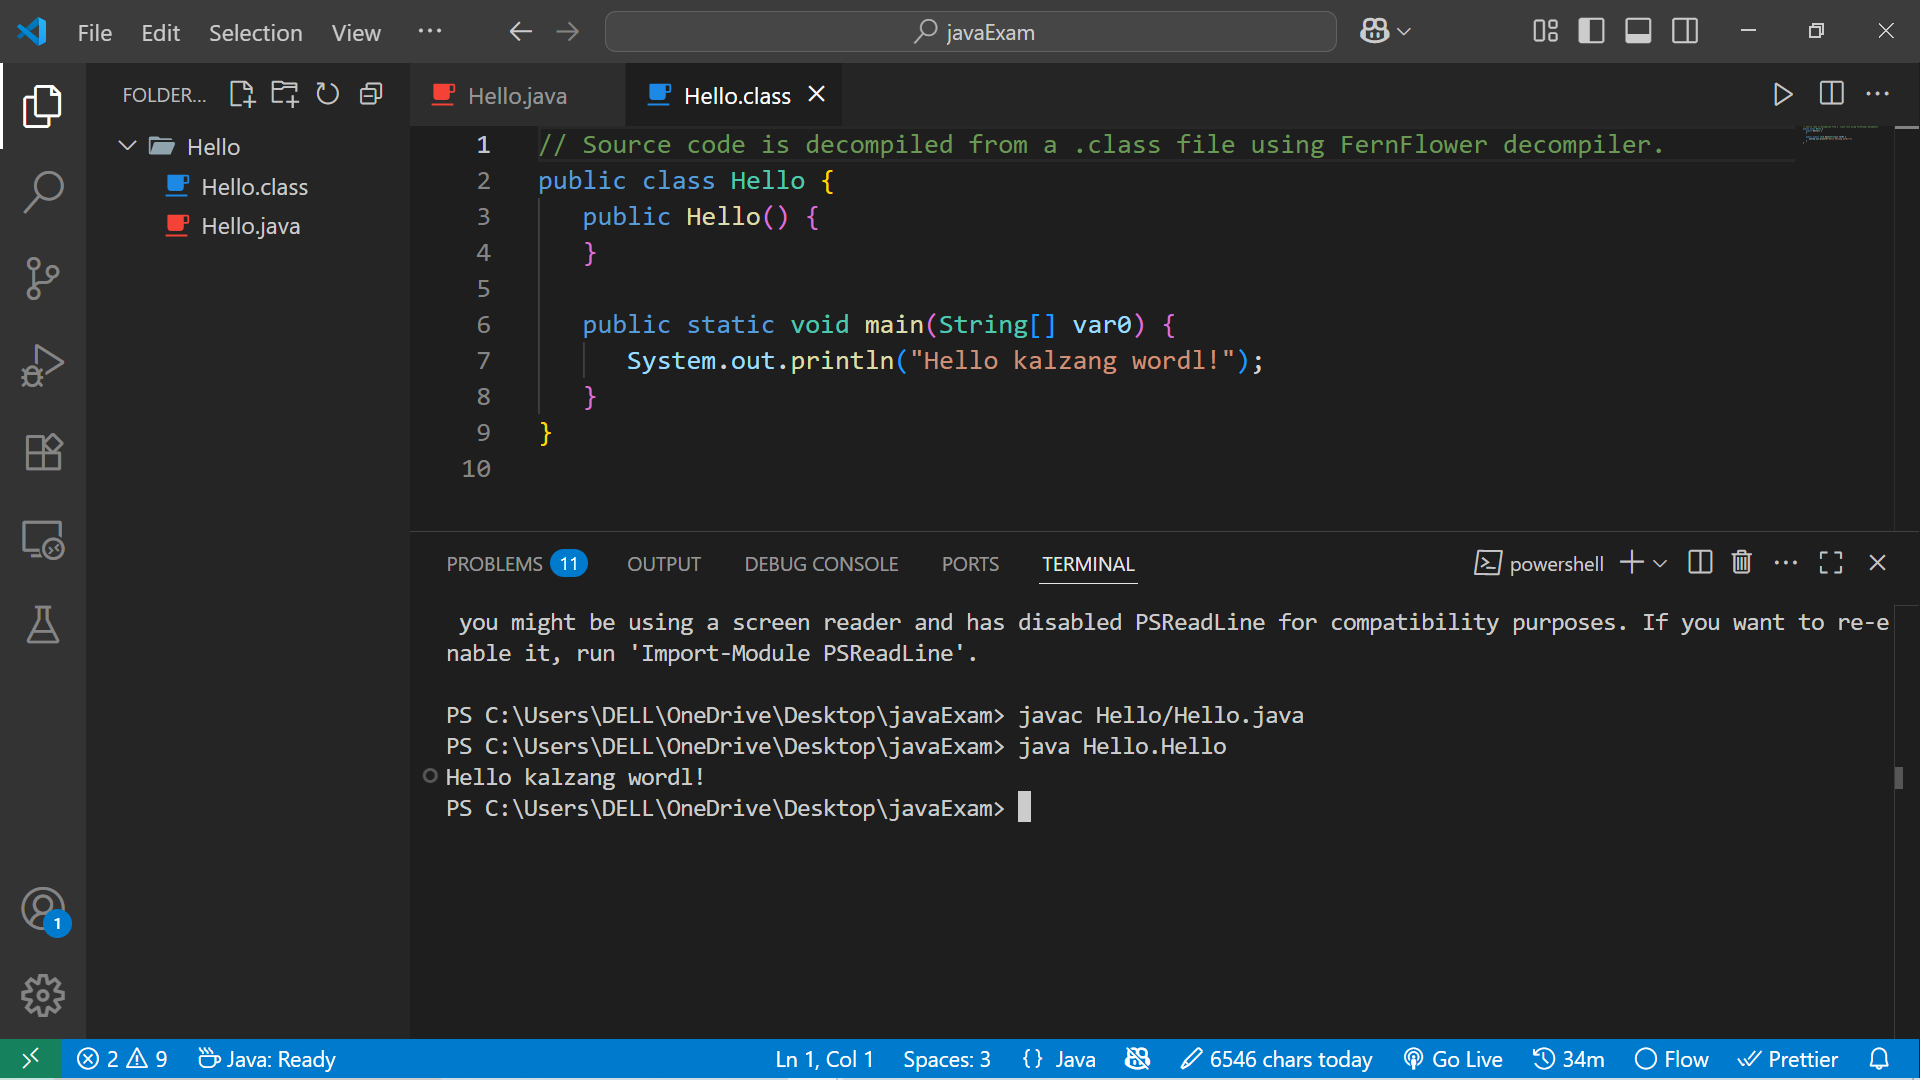 File Edit Selection View ··· javaExam
FOLDER...
Hello
Hello.class
Hello.java
Hello.java Hello.class
1 // Source code is decompiled from a .class file using FernFlower decompiler.
2 public class Hello {
3 public Hello() {
4 }
5
6 public static void main(String[] var0) {
7 System.out.println("Hello kalzang wordl!");
8 }
9 }
10
PROBLEMS 11 OUTPUT DEBUG CONSOLE PORTS TERMINAL powershell
you might be using a screen reader and has disabled PSReadLine for compatibility purposes. If you want to re-e
nable it, run 'Import-Module PSReadLine'.
PS C:\Users\DELL\OneDrive\Desktop\javaExam> javac Hello/Hello.java
PS C:\Users\DELL\OneDrive\Desktop\javaExam> java Hello.Hello
Hello kalzang wordl!
PS C:\Users\DELL\OneDrive\Desktop\javaExam>
1
2 9 Java: Ready Ln 1, Col 1 Spaces: 3 {} Java 6546 chars today Go Live 34m Flow Prettier